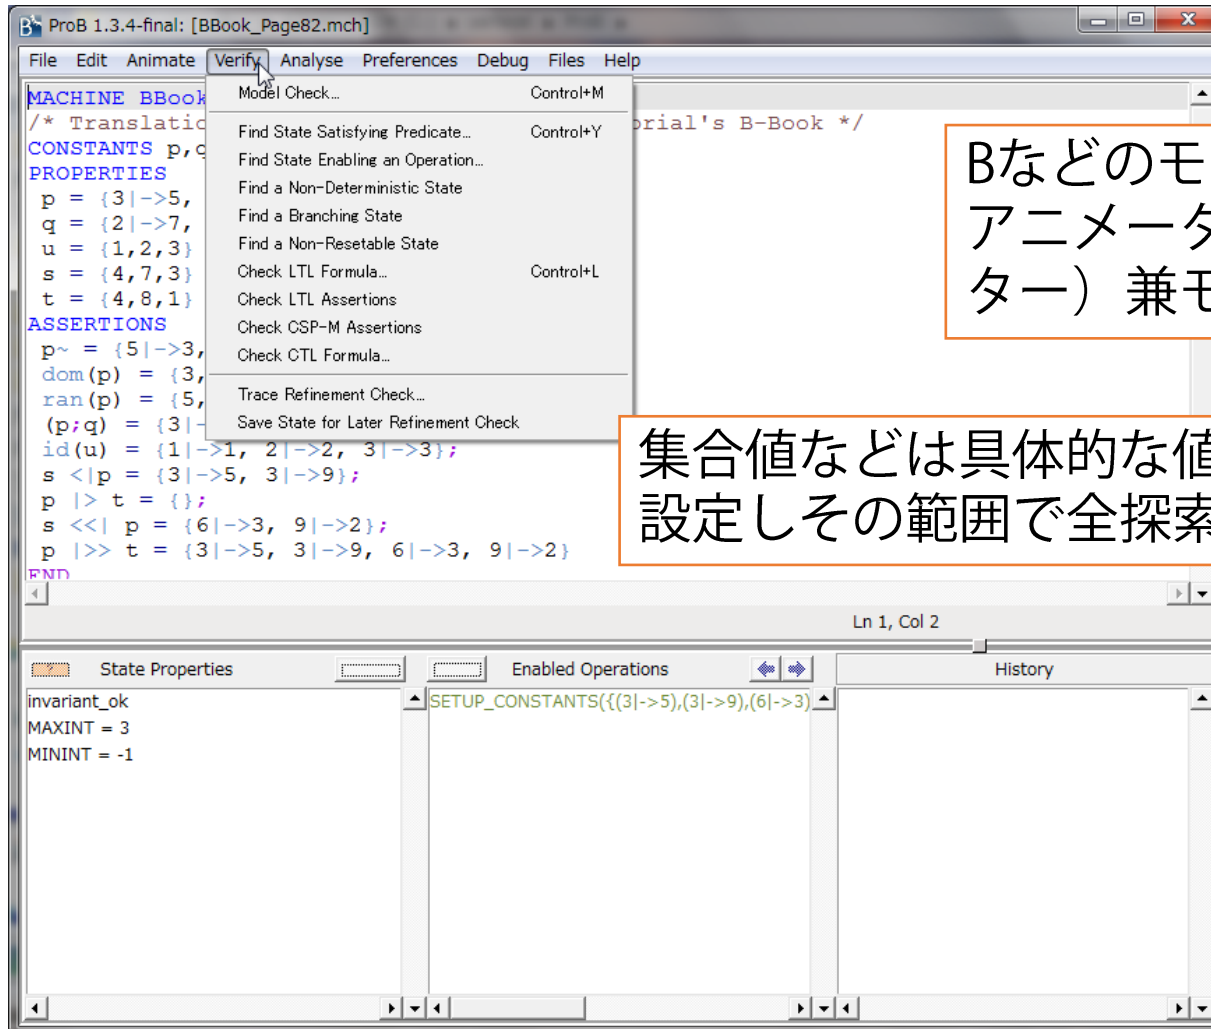 ProB 1.3.4-final: [BBook_Page82.mch]
File Edit Animate Verify Analyse Preferences Debug Files Help
MACHINE BBook
/* Translatic
CONSTANTS p,q
PROPERTIES
p = {3|->5,
q = {2|->7,
u = {1,2,3}
s = {4,7,3}
t = {4,8,1}
ASSERTIONS
p~ = {5|->3,
dom(p) = {3,
ran(p) = {5,
(p;q) = {3|-
id(u) = {1|->1, 2|->2, 3|->3};
s <|p = {3|->5, 3|->9};
p |> t = {};
s <<| p = {6|->3, 9|->2};
p |>> t = {3|->5, 3|->9, 6|->3, 9|->2}
END
orial's B-Book */
Model Check... Control+M
Find State Satisfying Predicate... Control+Y
Find State Enabling an Operation...
Find a Non-Deterministic State
Find a Branching State
Find a Non-Resetable State
Check LTL Formula... Control+L
Check LTL Assertions
Check CSP-M Assertions
Check CTL Formula...
Trace Refinement Check...
Save State for Later Refinement Check
Bなどのモ
アニメータ
ター）兼モ
集合値などは具体的な値
設定しその範囲で全探索
Ln 1, Col 2
State Properties
invariant_ok
MAXINT = 3
MININT = -1
Enabled Operations
SETUP_CONSTANTS({(3|->5),(3|->9),(6|->3)
History